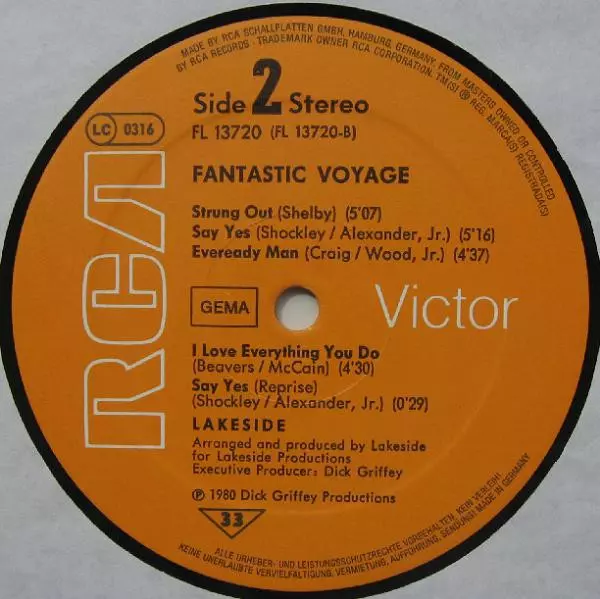 MADE BY RCA SCHALLPLATTEN GMBH, HAMBURG, GERMANY, FROM MASTERS OWNED OR CONTROLLED
BY RCA RECORDS · TRADEMARK OWNER RCA CORPORATION. TM(S) ® REG. MARCA(S) REGISTRADA(S)
Side 2 Stereo
FL 13720 (FL 13720-B)
LC 0316
FANTASTIC VOYAGE
Strung Out (Shelby) (5'07)
Say Yes (Shockley / Alexander, Jr.) (5'16)
Eveready Man (Craig / Wood, Jr.) (4'37)
RCA
GEMA
Victor
I Love Everything You Do
(Beavers / McCain) (4'30)
Say Yes (Reprise)
(Shockley / Alexander, Jr.) (0'29)
LAKESIDE
Arranged and produced by Lakeside
for Lakeside Productions
Executive Producer: Dick Griffey
℗ 1980 Dick Griffey Productions
33
ALLE URHEBER- UND LEISTUNGSSCHUTZRECHTE VORBEHALTEN. KEIN VERLEIH!
KEINE UNERLAUBTE VERVIELFÄLTIGUNG, VERMIETUNG, AUFFÜHRUNG, SENDUNG! MADE IN GERMANY